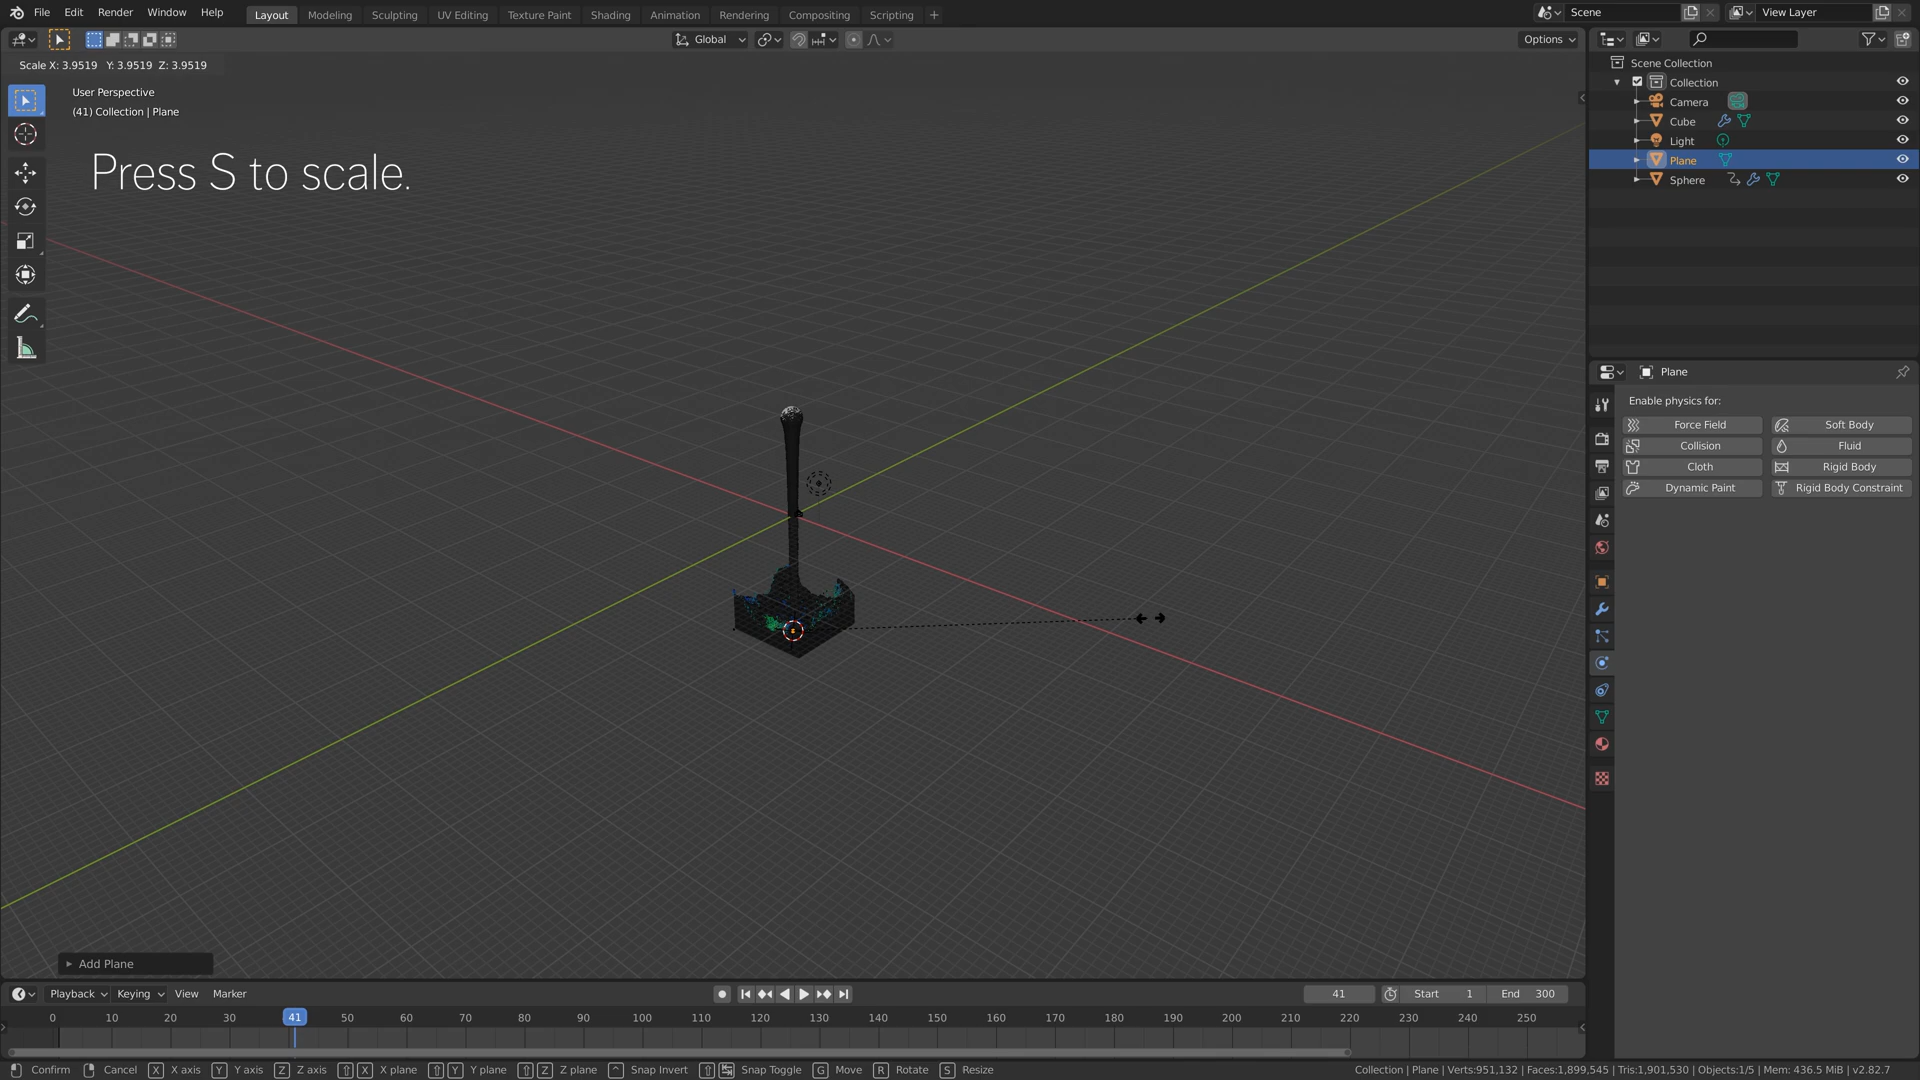 File Edit Render Window Help Layout Modeling Sculpting UV Editing Texture Paint Shading Animation Rendering Compositing Scripting + Scene View Layer
Global Options
Scale X: 3.9519 Y: 3.9519 Z: 3.9519
User Perspective
(41) Collection | Plane
Press S to scale.
Scene Collection
Collection
Camera
Cube
Light
Plane
Sphere
Plane
Enable physics for:
Force Field Soft Body
Collision Fluid
Cloth Rigid Body
Dynamic Paint Rigid Body Constraint
Add Plane
Playback Keying View Marker 41 Start 1 End 300
0 10 20 30 41 50 60 70 80 90 100 110 120 130 140 150 160 170 180 190 200 210 220 230 240 250
Confirm Cancel X X axis Y Y axis Z Z axis X X plane Y Y plane Z Z plane ^ Snap Invert Snap Toggle G Move R Rotate S Resize Collection | Plane | Verts:951,132 | Faces:1,899,545 | Tris:1,901,530 | Objects:1/5 | Mem: 436.5 MiB | v2.82.7